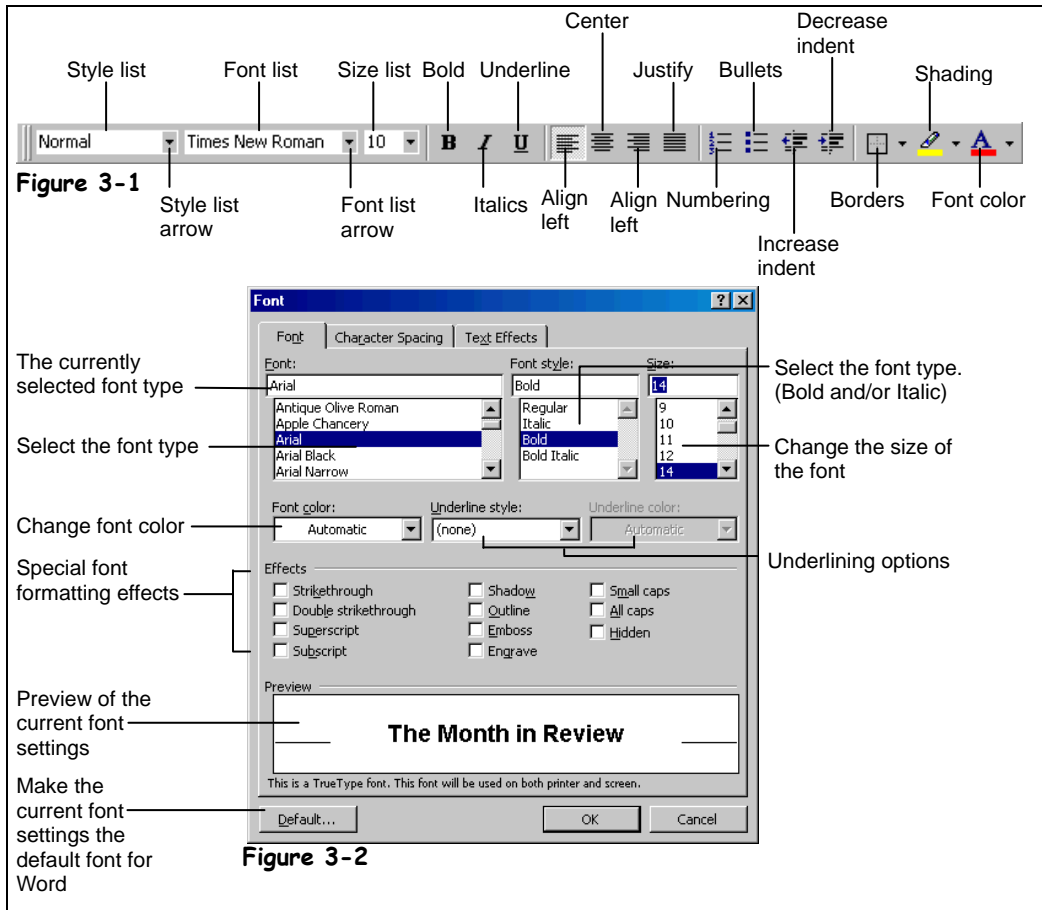 Center
Decrease
indent
Style list
Font list
Size list
Bold
Underline
Justify
Bullets
Shading
Normal
Times New Roman
10
B
I
U
A
Figure 3-1
Style list
arrow
Font list
arrow
Italics
Align
left
Align
left
Numbering
Increase
indent
Borders
Font color
Font
? X
Font
Character Spacing
Text Effects
The currently
selected font type
Font:
Font style:
Size:
Select the font type.
(Bold and/or Italic)
Arial
Bold
14
Select the font type
Antique Olive Roman
Apple Chancery
Arial
Arial Black
Arial Narrow
Regular
Italic
Bold
Bold Italic
9
10
11
12
14
Change the size of
the font
Change font color
Font color:
Underline style:
Underline color:
Automatic
(none)
Automatic
Underlining options
Special font
formatting effects
Effects
Strikethrough
Double strikethrough
Superscript
Subscript
Shadow
Outline
Emboss
Engrave
Small caps
All caps
Hidden
Preview of the
current font
settings
Preview
The Month in Review
This is a TrueType font. This font will be used on both printer and screen.
Make the
current font
settings the
default font for
Word
Default...
OK
Cancel
Figure 3-2